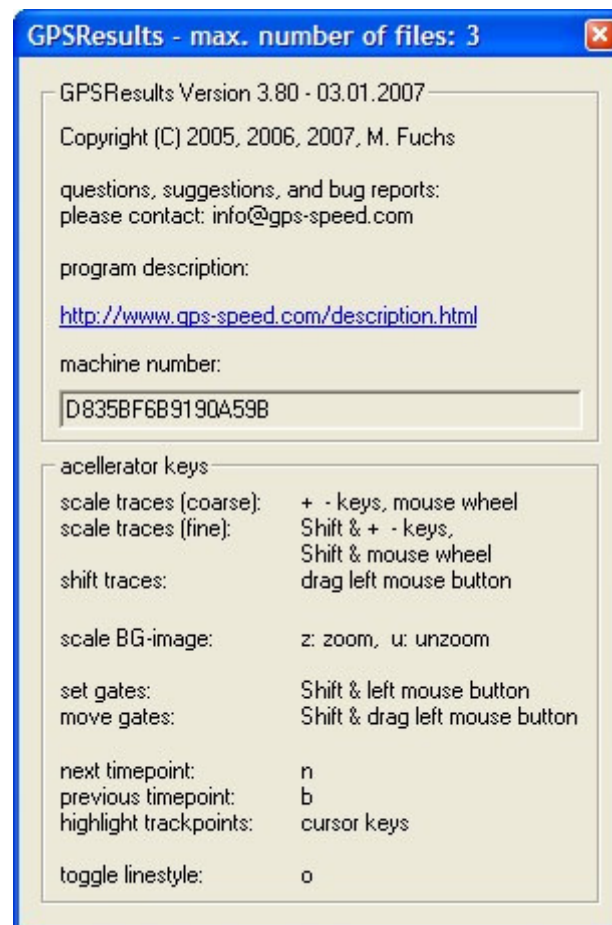 GPSResults - max. number of files: 3
GPSResults Version 3.80 - 03.01.2007
Copyright (C) 2005, 2006, 2007, M. Fuchs
questions, suggestions, and bug reports:
please contact: info@gps-speed.com
program description:
http://www.gps-speed.com/description.html
machine number:
D835BF6B9190A59B
acellerator keys
scale traces (coarse): + - keys, mouse wheel
scale traces (fine): Shift & + - keys,
Shift & mouse wheel
shift traces: drag left mouse button
scale BG-image: z: zoom, u: unzoom
set gates: Shift & left mouse button
move gates: Shift & drag left mouse button
next timepoint: n
previous timepoint: b
highlight trackpoints: cursor keys
toggle linestyle: o